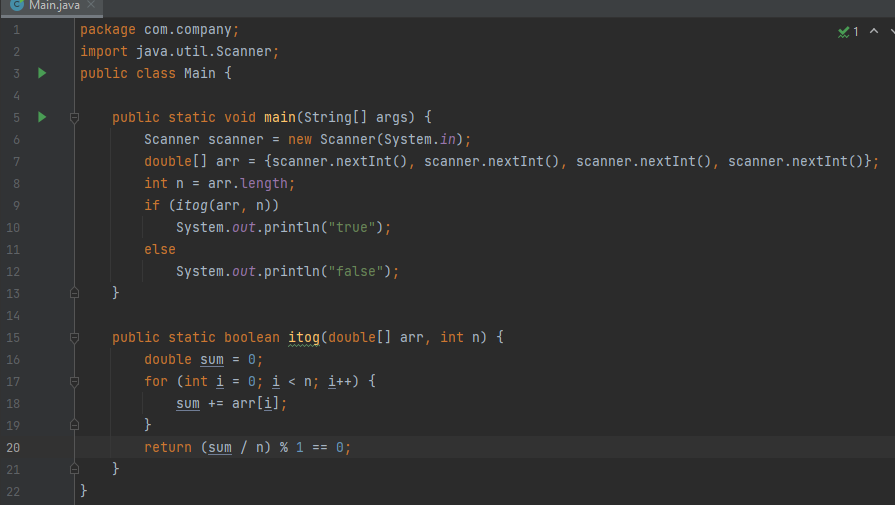 Main.java
1 package com.company;
2 import java.util.Scanner;
3 public class Main {
4
5     public static void main(String[] args) {
6         Scanner scanner = new Scanner(System.in);
7         double[] arr = {scanner.nextInt(), scanner.nextInt(), scanner.nextInt(), scanner.nextInt()};
8         int n = arr.length;
9         if (itog(arr, n))
10             System.out.println("true");
11         else
12             System.out.println("false");
13     }
14
15     public static boolean itog(double[] arr, int n) {
16         double sum = 0;
17         for (int i = 0; i < n; i++) {
18             sum += arr[i];
19         }
20         return (sum / n) % 1 == 0;
21     }
22 }
1